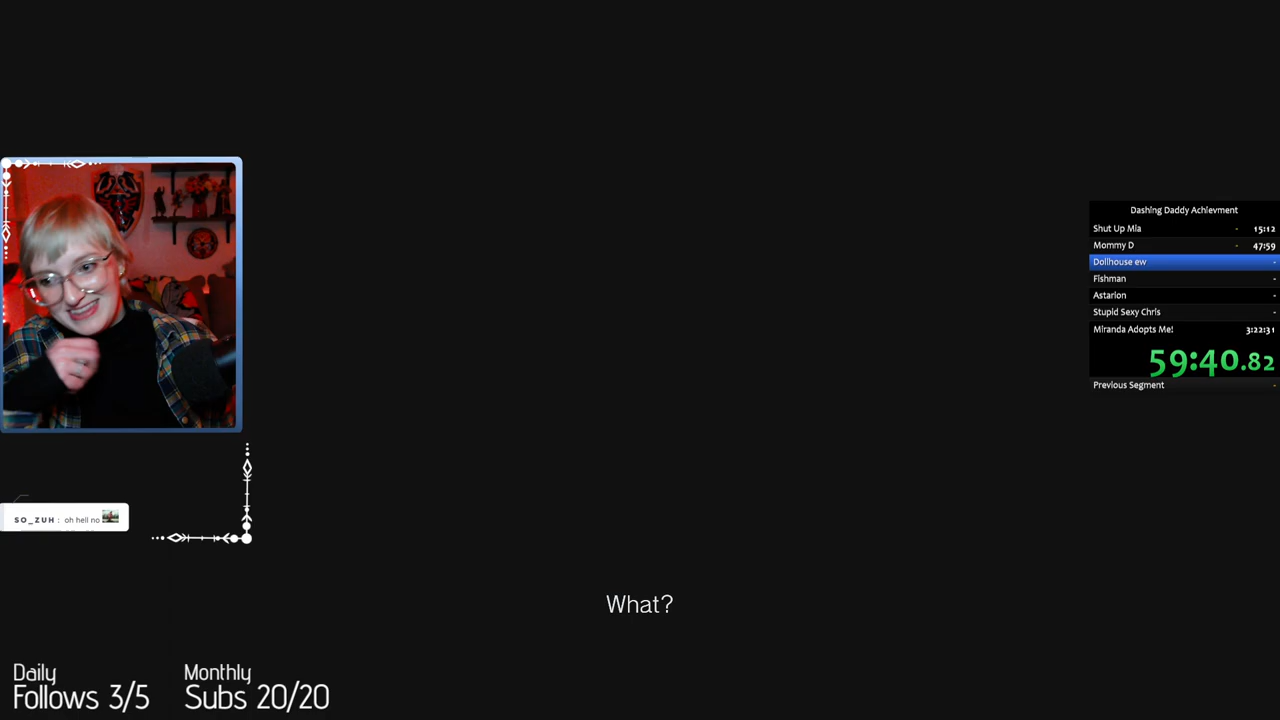 Dashing Daddy Achievment
Shut Up Mia - 15:12
Mommy D - 47:59
Dollhouse ew -
Fishman -
Astarion -
Stupid Sexy Chris -
Miranda Adopts Me! 3:22:31
59:40.82
Previous Segment -
SO_ZUH : oh hell no
What?
Daily
Follows 3/5
Monthly
Subs 20/20